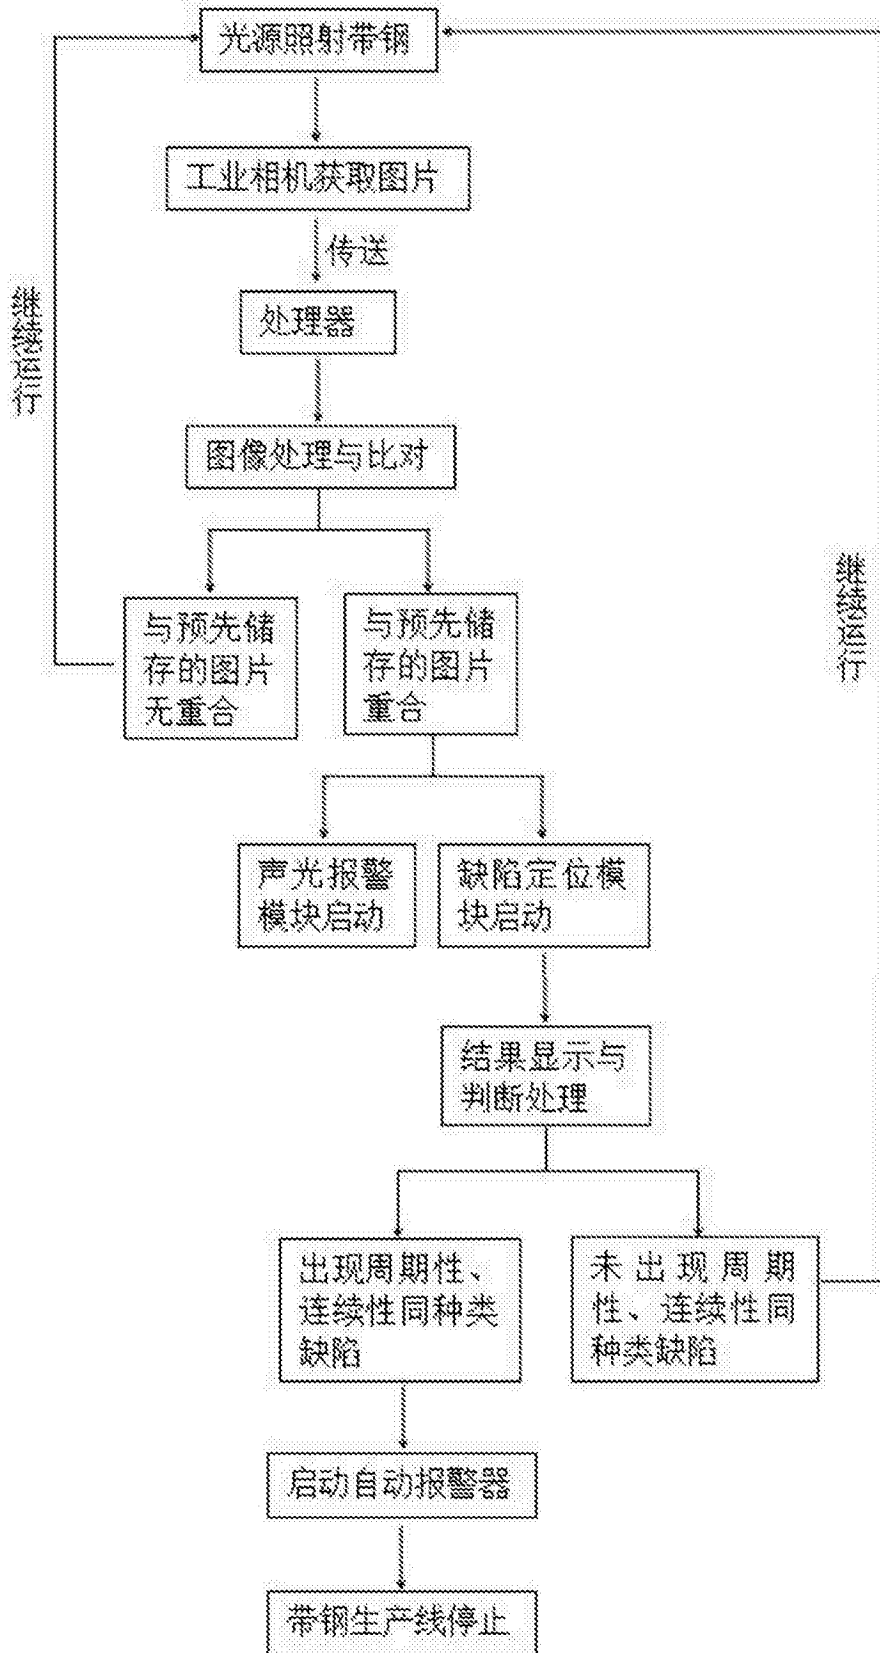 光源照射带钢
工业相机获取图片
传送
处理器
继续运行
图像处理与比对
继续运行
与预先储
存的图片
无重合
与预先储
存的图片
重合
声光报警
模块启动
缺陷定位模
块启动
结果显示与
判断处理
出现周期性、
连续性同种类
缺陷
未出现周期
性、连续性同
种类缺陷
启动自动报警器
带钢生产线停止